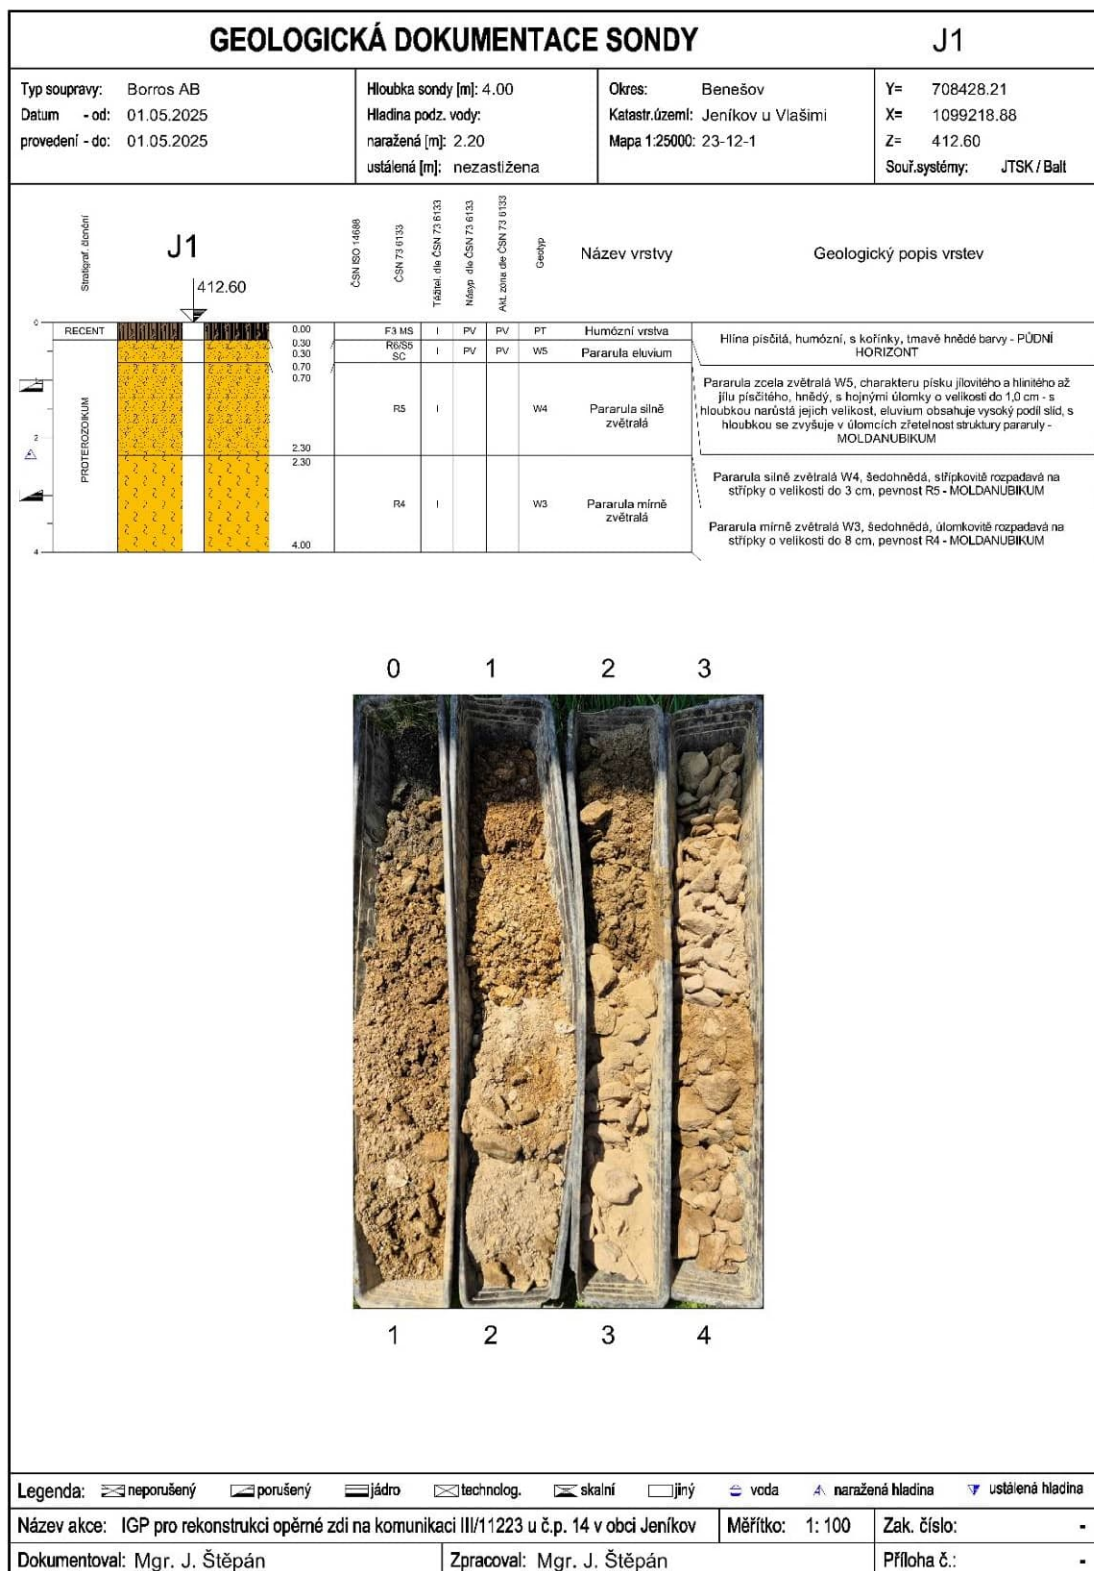 GEOLOGICKÁ DOKUMENTACE SONDY J1
Typ soupravy: Borros AB
Datum - od: 01.05.2025
provedení - do: 01.05.2025
Hloubka sondy [m]: 4.00
Hladina podz. vody:
naražená [m]: 2.20
ustálená [m]: nezastižena
Okres: Benešov
Katastr.území: Jeníkov u Vlašimi
Mapa 1:25000: 23-12-1
Y= 708428.21
X= 1099218.88
Z= 412.60
Souř.systémy: JTSK / Balt
Stratigraf. členění
J1
412.60
ČSN ISO 14688
ČSN 73 6133
Těžitel. dle ČSN 73 6133
Násyp dle ČSN 73 6133
Akt. zóna dle ČSN 73 6133
Geotyp
Název vrstvy
Geologický popis vrstev
0
2
4
RECENT
PROTEROZOIKUM
0.00
0.30
0.30
0.70
0.70
2.30
2.30
4.00
F3 MS I PV PV PT Humózní vrstva
R6/S5
SC I PV PV W5 Pararula eluvium
R5 I W4 Pararula silně
zvětralá
R4 I W3 Pararula mírně
zvětralá
Hlína písčitá, humózní, s kořínky, tmavě hnědé barvy - PŮDNÍ
HORIZONT
Pararula zcela zvětralá W5, charakteru písku jílovitého a hlinitého až
jílu písčitého, hnědý, s hojnými úlomky o velikosti do 1,0 cm - s
hloubkou narůstá jejich velikost, eluvium obsahuje vysoký podíl slíd, s
hloubkou se zvyšuje v úlomcích zřetelnost struktury pararuly -
MOLDANUBIKUM
Pararula silně zvětralá W4, šedohnědá, střípkovitě rozpadavá na
střípky o velikosti do 3 cm, pevnost R5 - MOLDANUBIKUM
Pararula mírně zvětralá W3, šedohnědá, úlomkovitě rozpadavá na
střípky o velikosti do 8 cm, pevnost R4 - MOLDANUBIKUM
0 1 2 3
1 2 3 4
Legenda: neporušený porušený jádro technolog. skalní jiný voda naražená hladina ustálená hladina
Název akce: IGP pro rekonstrukci opěrné zdi na komunikaci III/11223 u č.p. 14 v obci Jeníkov Měřítko: 1: 100 Zak. číslo: -
Dokumentoval: Mgr. J. Štěpán Zpracoval: Mgr. J. Štěpán Příloha č.: -